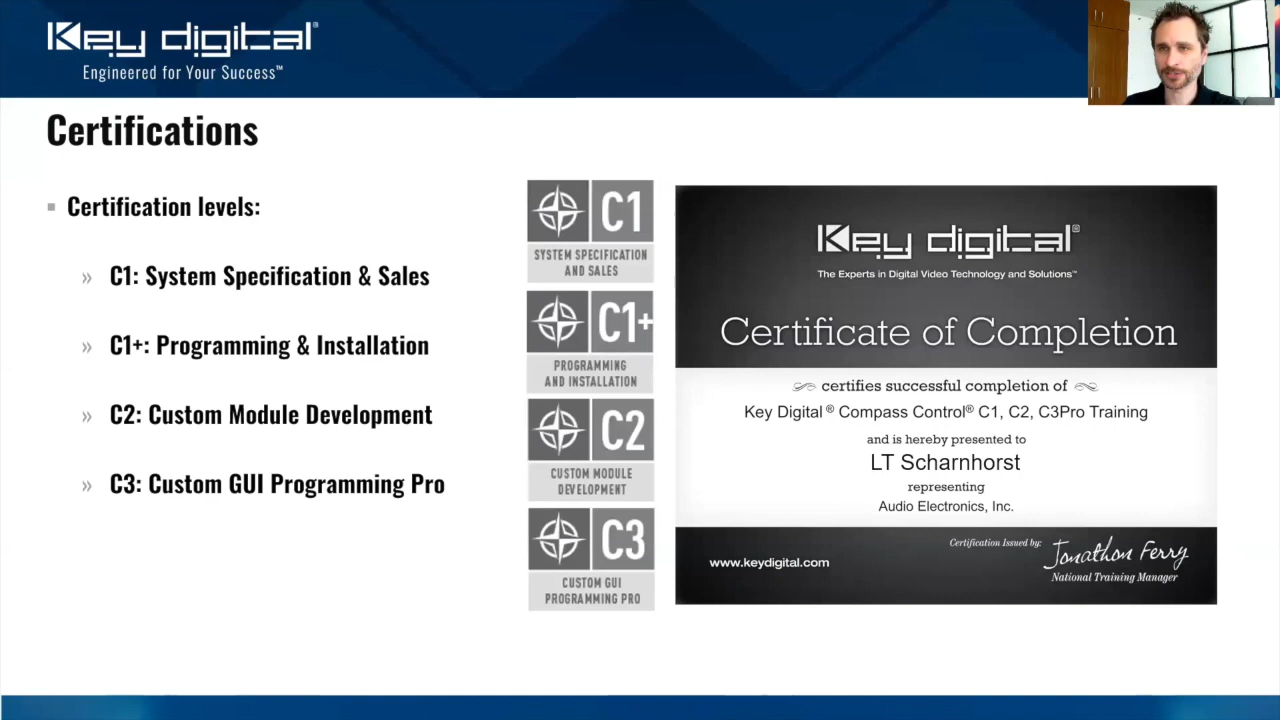 Key digital®
Engineered for Your Success™
Certifications
Certification levels:
» C1: System Specification & Sales
» C1+: Programming & Installation
» C2: Custom Module Development
» C3: Custom GUI Programming Pro
C1
SYSTEM SPECIFICATION
AND SALES
C1+
PROGRAMMING
AND INSTALLATION
C2
CUSTOM MODULE
DEVELOPMENT
C3
CUSTOM GUI
PROGRAMMING PRO
Key digital®
The Experts in Digital Video Technology and Solutions™
Certificate of Completion
certifies successful completion of
Key Digital ® Compass Control® C1, C2, C3Pro Training
and is hereby presented to
LT Scharnhorst
representing
Audio Electronics, Inc.
Certification Issued by:
Jonathon Ferry
www.keydigital.com
National Training Manager